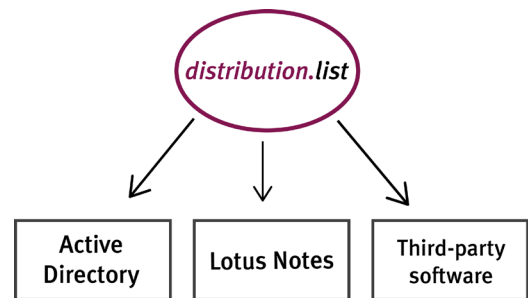 distribution.list
Active
Directory
Lotus Notes
Third-party
software